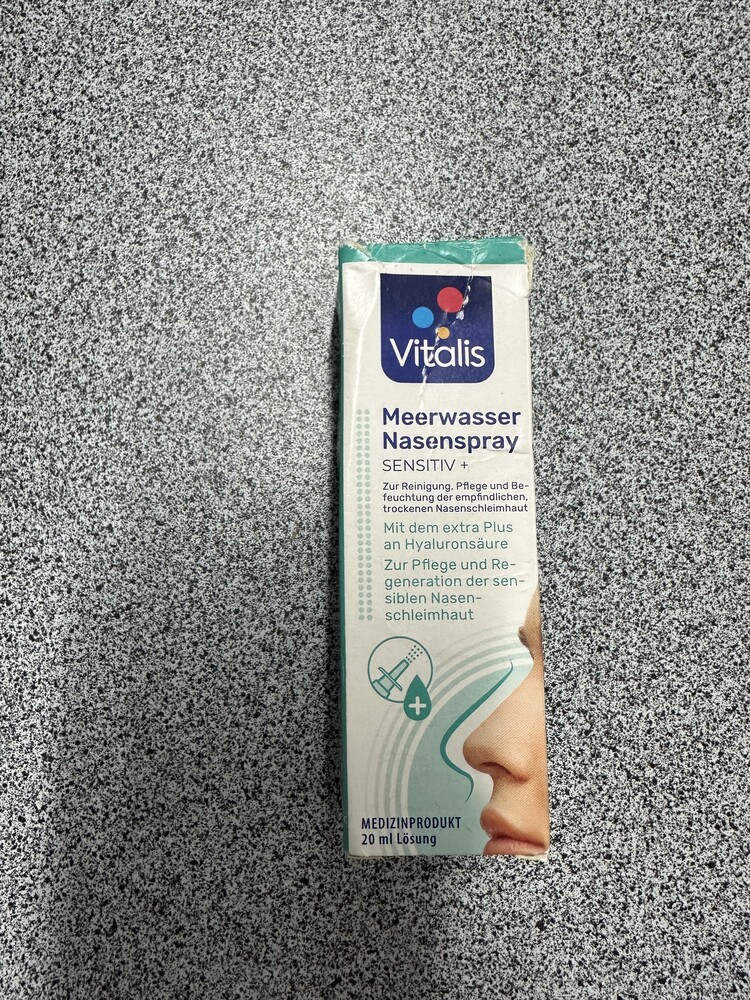 Vitalis
Meerwasser
Nasenspray
SENSITIV +
Zur Reinigung, Pflege und Be-
feuchtung der empfindlichen,
trockenen Nasenschleimhaut
Mit dem extra Plus
an Hyaluronsäure
Zur Pflege und Re-
generation der sen-
siblen Nasen-
schleimhaut
MEDIZINPRODUKT
20 ml Lösung